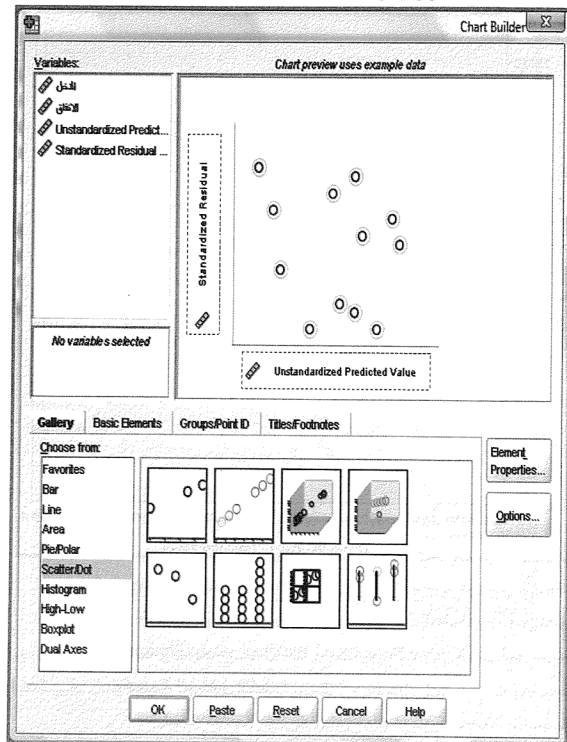 Chart Builder
Variables:
الدخل
الانفاق
Unstandardized Predict...
Standardized Residual ...
No variables selected
Chart preview uses example data
Standardized Residual
Unstandardized Predicted Value
Gallery
Basic Elements
Groups/Point ID
Titles/Footnotes
Choose from:
Favorites
Bar
Line
Area
Pie/Polar
Scatter/Dot
Histogram
High-Low
Boxplot
Dual Axes
Element
Properties...
Options...
OK
Paste
Reset
Cancel
Help